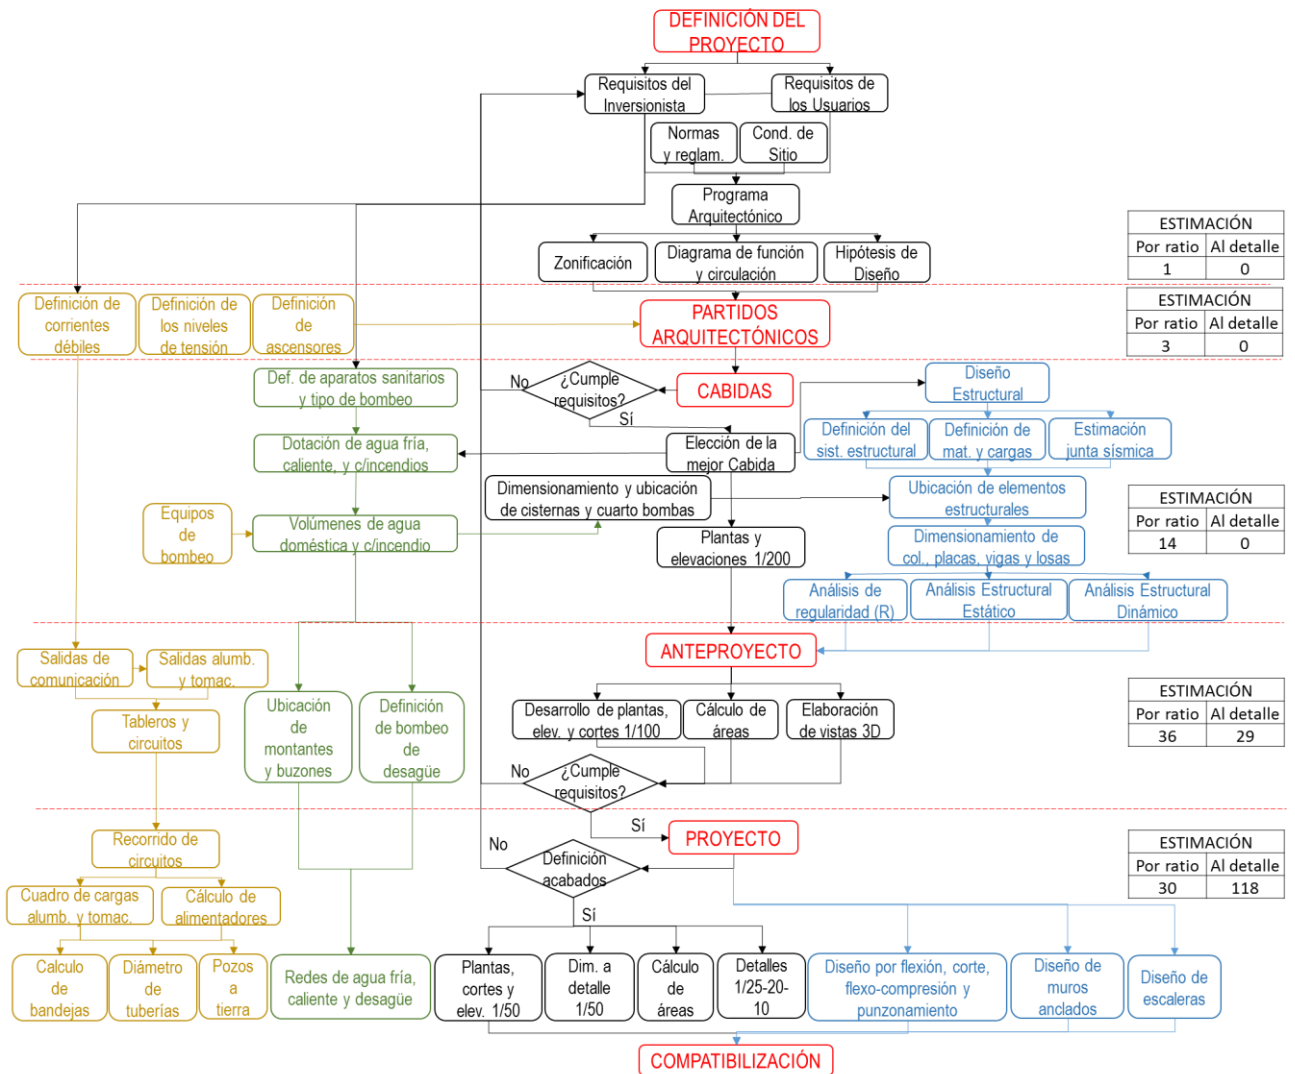 DEFINICIÓN DEL
PROYECTO
Requisitos del
Inversionista
Requisitos de
los Usuarios
Normas
y reglam.
Cond. de
Sitio
Programa
Arquitectónico
Zonificación
Diagrama de función
y circulación
Hipótesis de
Diseño
ESTIMACIÓN
Por ratio Al detalle
1 0
Definición de
corrientes
débiles
Definición de
los niveles
de tensión
Definición
de
ascensores
PARTIDOS
ARQUITECTÓNICOS
ESTIMACIÓN
Por ratio Al detalle
3 0
Def. de aparatos sanitarios
y tipo de bombeo
No
¿Cumple
requisitos?
Sí
CABIDAS
Diseño
Estructural
Dotación de agua fría,
caliente, y c/incendios
Elección de la
mejor Cabida
Definición del
sist. estructural
Definición de
mat. y cargas
Estimación
junta sísmica
Dimensionamiento y ubicación
de cisternas y cuarto bombas
Ubicación de elementos
estructurales
Equipos
de
bombeo
Volúmenes de agua
doméstica y c/incendio
Plantas y
elevaciones 1/200
Dimensionamiento de
col., placas, vigas y losas
Análisis de
regularidad (R)
Análisis Estructural
Estático
Análisis Estructural
Dinámico
ESTIMACIÓN
Por ratio Al detalle
14 0
ANTEPROYECTO
Salidas de
comunicación
Salidas alumb.
y tomac.
Tableros y
circuitos
Ubicación
de
montantes
y buzones
Definición
de bombeo
de
desagüe
Desarrollo de plantas,
elev. y cortes 1/100
Cálculo de
áreas
Elaboración
de vistas 3D
No
¿Cumple
requisitos?
Sí
ESTIMACIÓN
Por ratio Al detalle
36 29
PROYECTO
Recorrido de
circuitos
No
Definición
acabados
Sí
ESTIMACIÓN
Por ratio Al detalle
30 118
Cuadro de cargas
alumb. y tomac.
Cálculo de
alimentadores
Calculo
de
bandejas
Diámetro
de
tuberías
Pozos
a
tierra
Redes de agua fría,
caliente y desagüe
Plantas,
cortes y
elev. 1/50
Dim. a
detalle
1/50
Cálculo
de
áreas
Detalles
1/25-20-
10
Diseño por flexión, corte,
flexo-compresión y
punzonamiento
Diseño de
muros
anclados
Diseño de
escaleras
COMPATIBILIZACIÓN